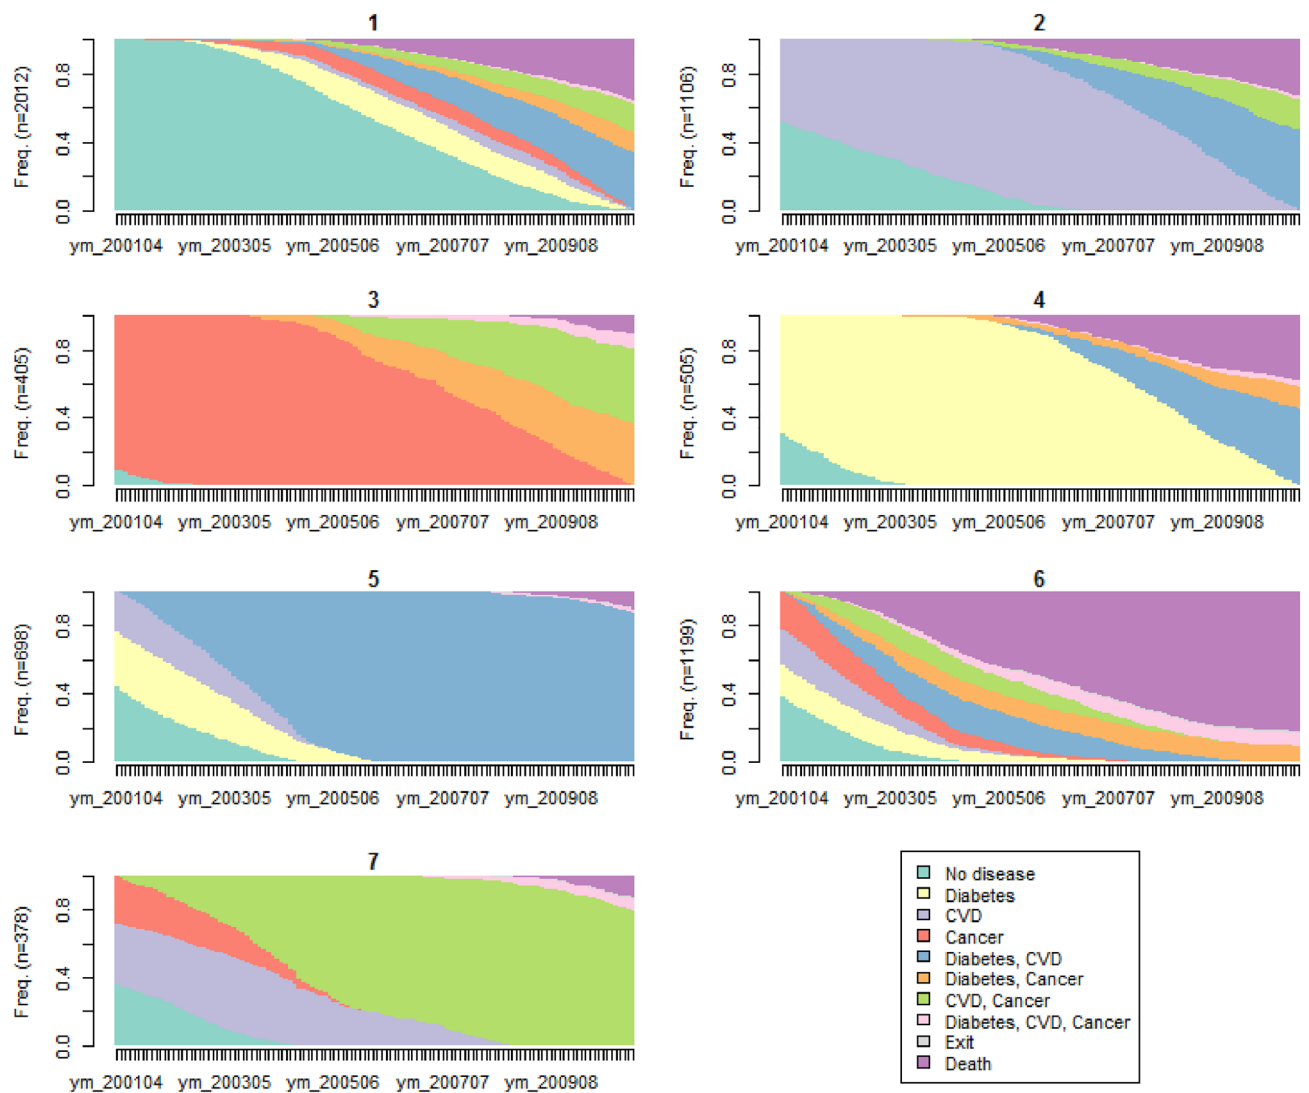 1
Freq. (n=2012)
0.0 0.4 0.8
ym_200104 ym_200305 ym_200506 ym_200707 ym_200908
2
Freq. (n=1106)
0.0 0.4 0.8
ym_200104 ym_200305 ym_200506 ym_200707 ym_200908
3
Freq. (n=405)
0.0 0.4 0.8
ym_200104 ym_200305 ym_200506 ym_200707 ym_200908
4
Freq. (n=505)
0.0 0.4 0.8
ym_200104 ym_200305 ym_200506 ym_200707 ym_200908
5
Freq. (n=698)
0.0 0.4 0.8
ym_200104 ym_200305 ym_200506 ym_200707 ym_200908
6
Freq. (n=1199)
0.0 0.4 0.8
ym_200104 ym_200305 ym_200506 ym_200707 ym_200908
7
Freq. (n=378)
0.0 0.4 0.8
ym_200104 ym_200305 ym_200506 ym_200707 ym_200908
No disease
Diabetes
CVD
Cancer
Diabetes, CVD
Diabetes, Cancer
CVD, Cancer
Diabetes, CVD, Cancer
Exit
Death